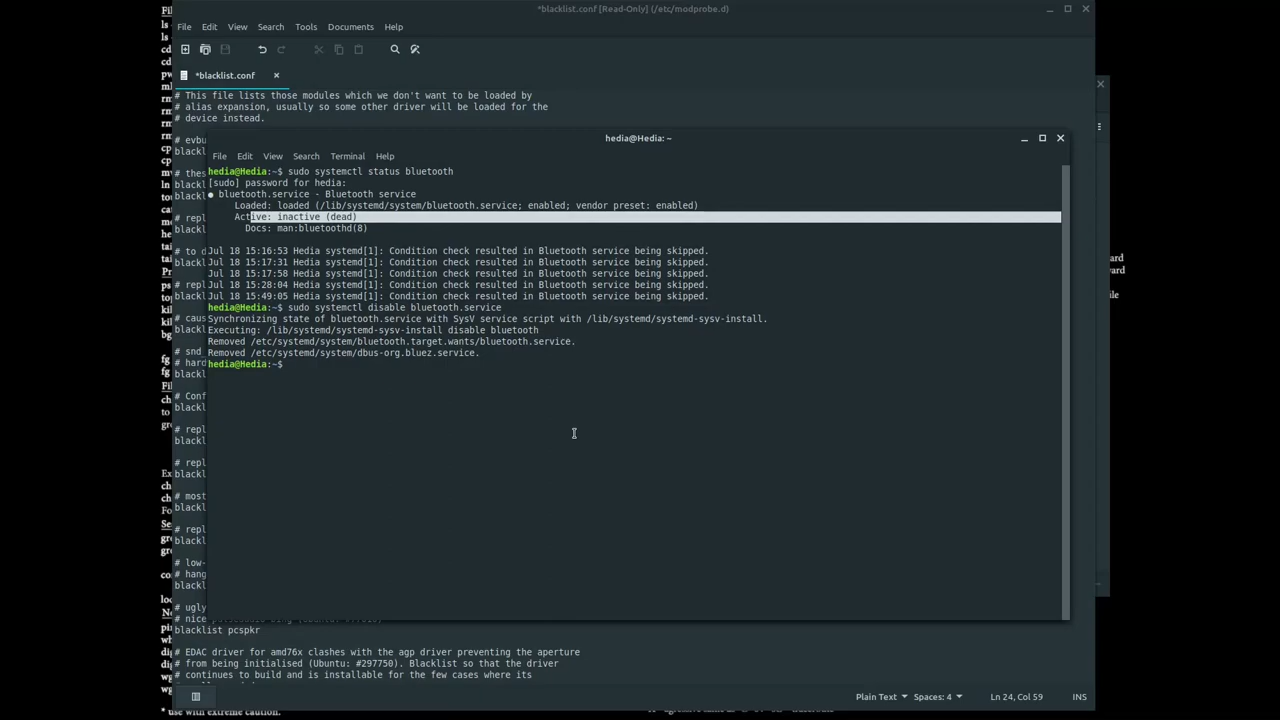 *blacklist.conf [Read-Only] (/etc/modprobe.d)
File Edit View Search Tools Documents Help
*blacklist.conf ×
# This file lists those modules which we don't want to be loaded by
# alias expansion, usually so some other driver will be loaded for the
# device instead.
hedia@Hedia: ~
File Edit View Search Terminal Help
hedia@Hedia:~$ sudo systemctl status bluetooth
[sudo] password for hedia:
● bluetooth.service - Bluetooth service
Loaded: loaded (/lib/systemd/system/bluetooth.service; enabled; vendor preset: enabled)
Active: inactive (dead)
Docs: man:bluetoothd(8)
Jul 18 15:16:53 Hedia systemd[1]: Condition check resulted in Bluetooth service being skipped.
Jul 18 15:17:31 Hedia systemd[1]: Condition check resulted in Bluetooth service being skipped.
Jul 18 15:17:58 Hedia systemd[1]: Condition check resulted in Bluetooth service being skipped.
Jul 18 15:28:04 Hedia systemd[1]: Condition check resulted in Bluetooth service being skipped.
Jul 18 15:49:05 Hedia systemd[1]: Condition check resulted in Bluetooth service being skipped.
hedia@Hedia:~$ sudo systemctl disable bluetooth.service
Synchronizing state of bluetooth.service with SysV service script with /lib/systemd/systemd-sysv-install.
Executing: /lib/systemd/systemd-sysv-install disable bluetooth
Removed /etc/systemd/system/bluetooth.target.wants/bluetooth.service.
Removed /etc/systemd/system/dbus-org.bluez.service.
hedia@Hedia:~$
blacklist pcspkr
# EDAC driver for amd76x clashes with the agp driver preventing the aperture
# from being initialised (Ubuntu: #297750). Blacklist so that the driver
# continues to build and is installable for the few cases where its
Plain Text Spaces: 4 Ln 24, Col 59 INS
* use with extreme caution.